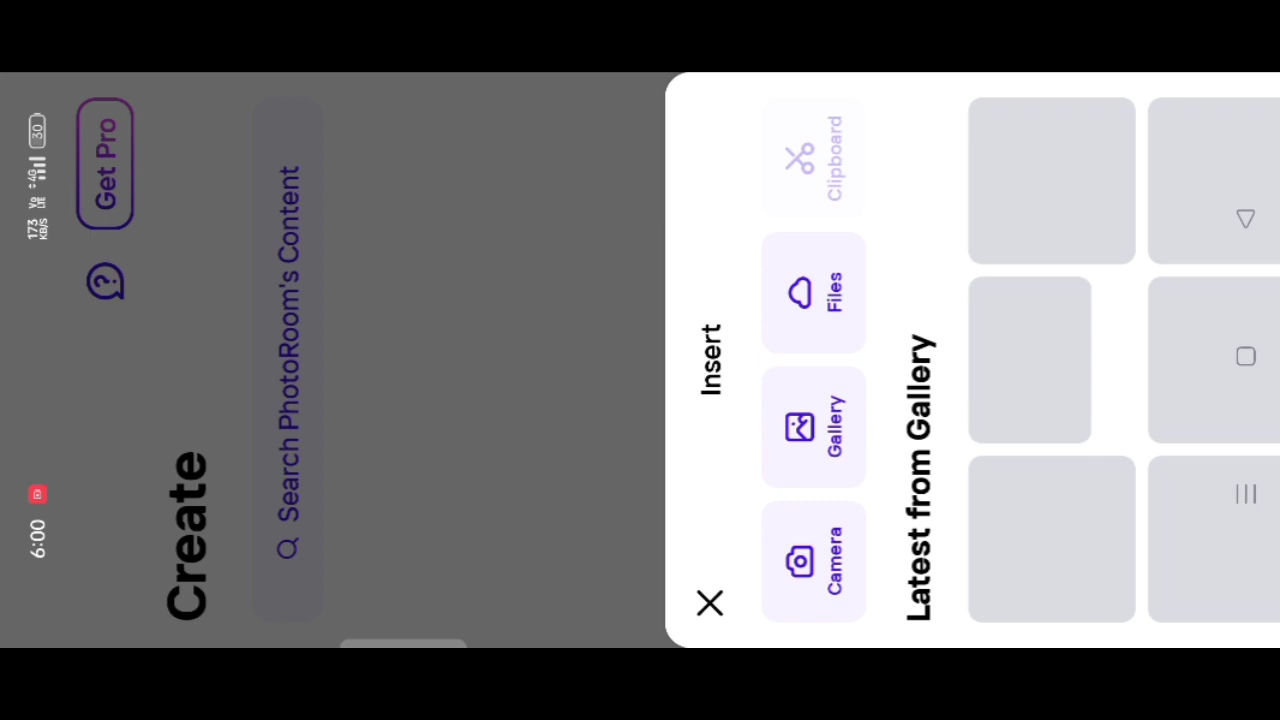 6:00
173 KB/S Vo LTE 4G 30
Get Pro
Create
Search PhotoRoom's Content
Insert
Camera
Gallery
Files
Clipboard
Latest from Gallery